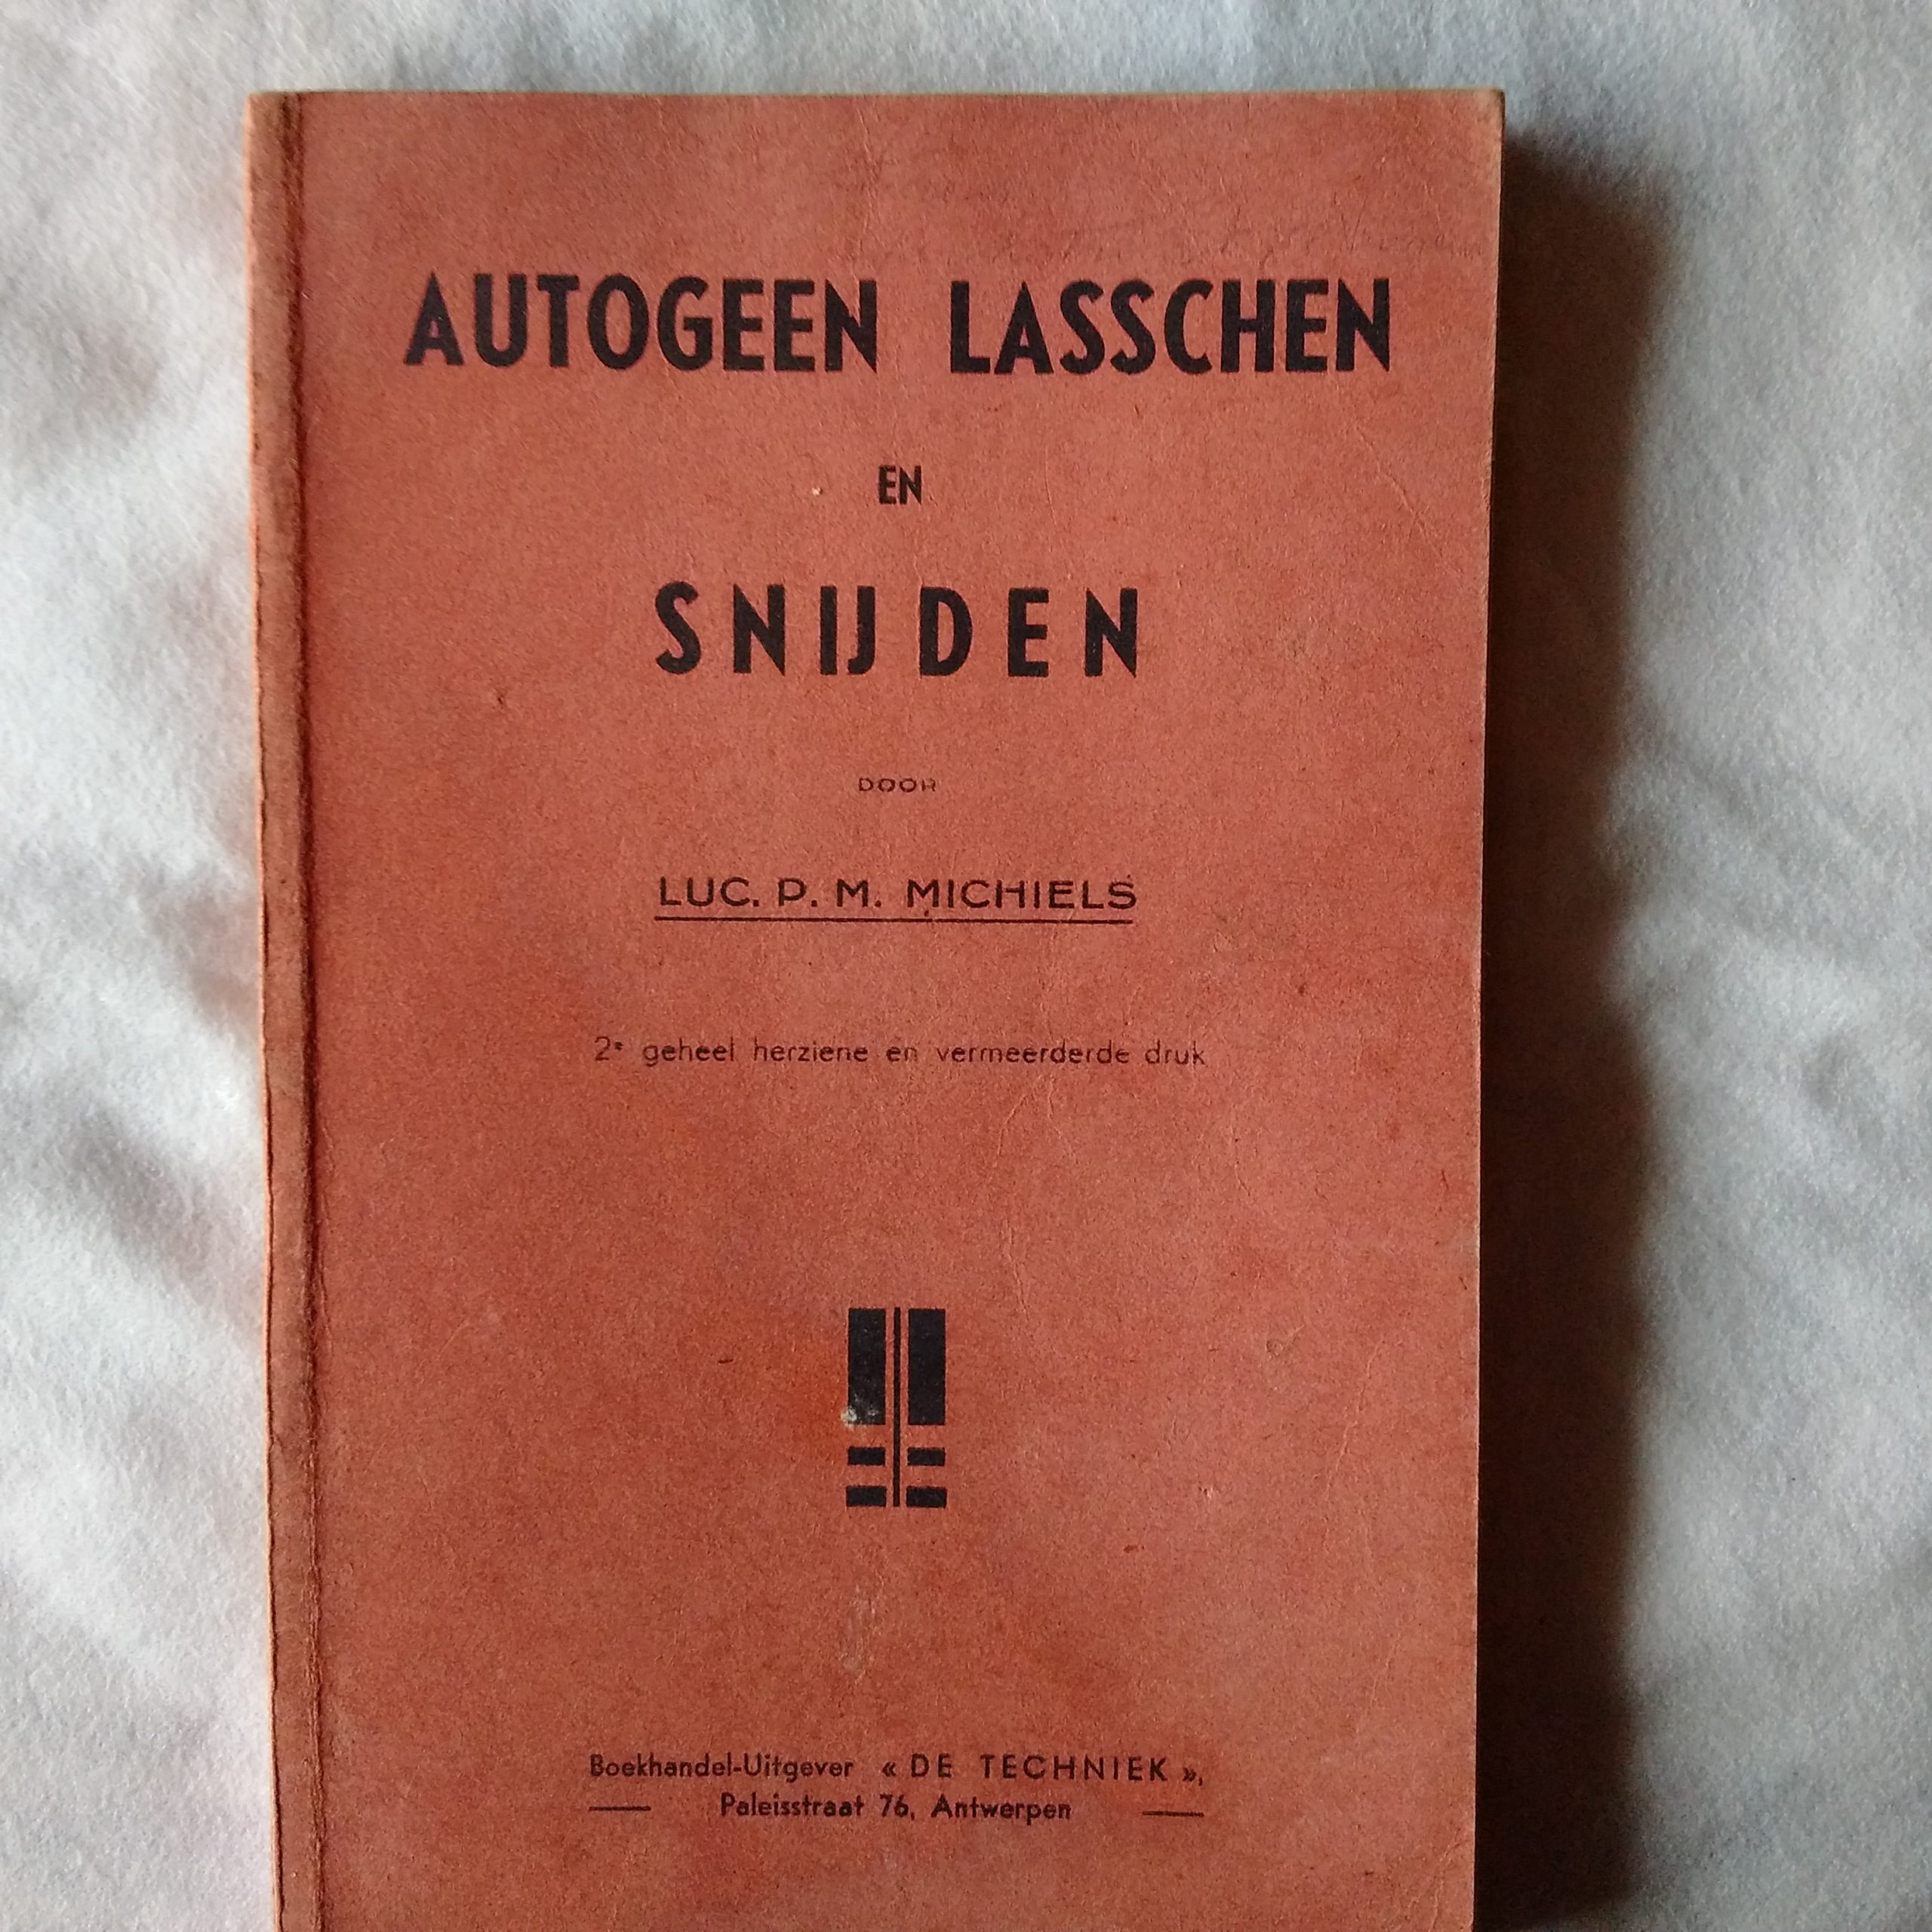 AUTOGEEN LASSCHEN
EN
SNIJDEN
DOOR
LUC. P. M. MICHIELS
2e geheel herziene en vermeerderde druk
Boekhandel-Uitgever « DE TECHNIEK »,
Paleisstraat 76, Antwerpen